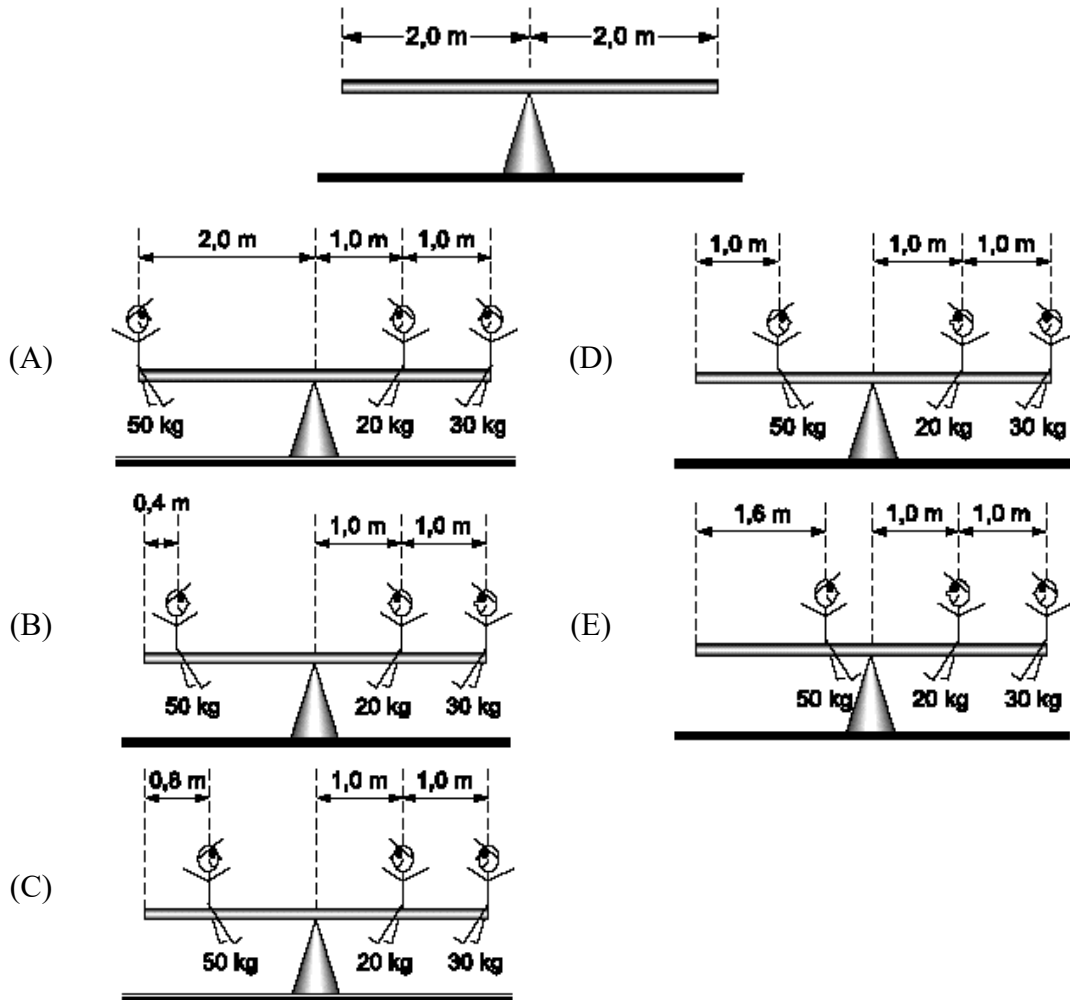 2,0 m 2,0 m
(A)
2,0 m 1,0 m 1,0 m
50 kg 20 kg 30 kg
(B)
0,4 m
1,0 m 1,0 m
50 kg 20 kg 30 kg
(C)
0,8 m 1,0 m 1,0 m
50 kg 20 kg 30 kg
(D)
1,0 m 1,0 m 1,0 m
50 kg 20 kg 30 kg
(E)
1,6 m 1,0 m 1,0 m
50 kg 20 kg 30 kg